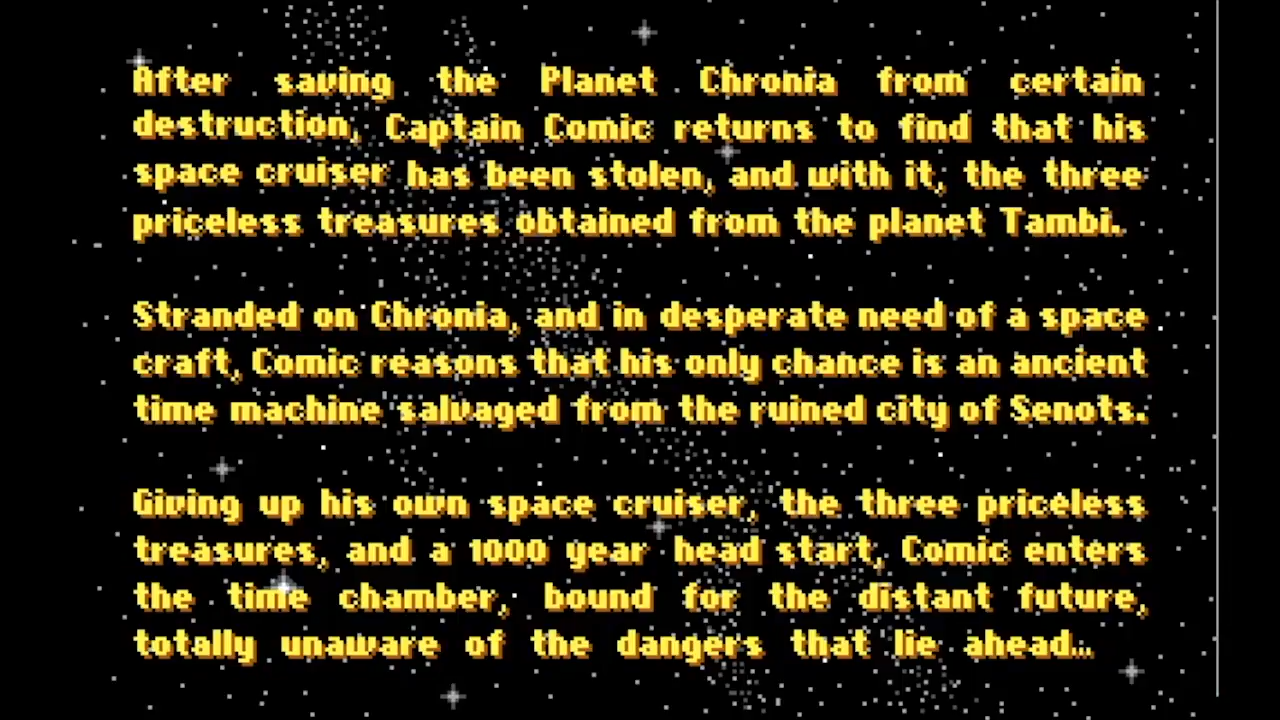 After saving the Planet Chronia from certain
destruction, Captain Comic returns to find that his
space cruiser has been stolen, and with it, the three
priceless treasures obtained from the planet Tambi.
Stranded on Chronia, and in desperate need of a space
craft, Comic reasons that his only chance is an ancient
time machine salvaged from the ruined city of Senots.
Giving up his own space cruiser, the three priceless
treasures, and a 1000 year head start, Comic enters
the time chamber, bound for the distant future,
totally unaware of the dangers that lie ahead...